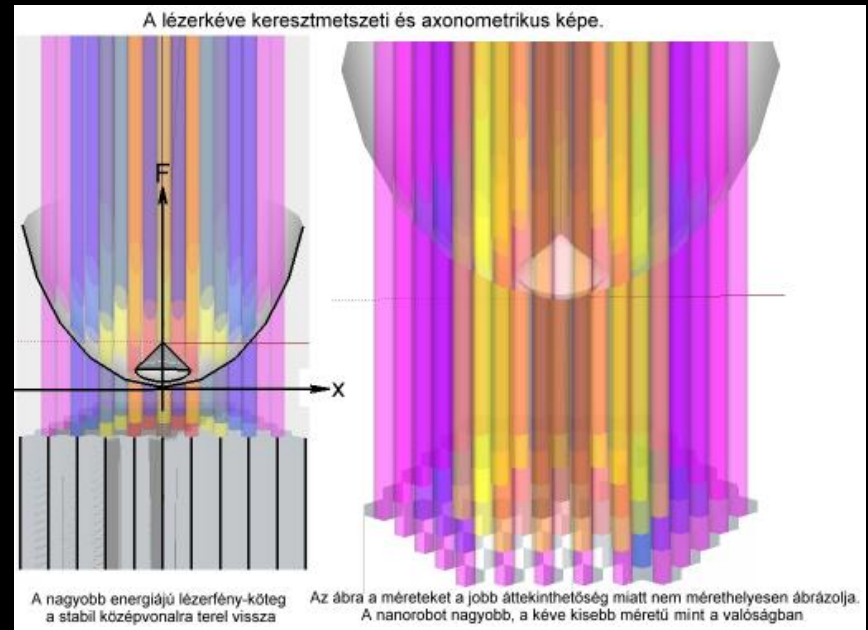 A lézerkéve keresztmetszeti és axonometrikus képe.
F
X
A nagyobb energiájú lézerfény-köteg
a stabil középvonalra terel vissza
Az ábra a méreteket a jobb áttekinthetőség miatt nem mérethelyesen ábrázolja.
A nanorobot nagyobb, a kéve kisebb méretű mint a valóságban